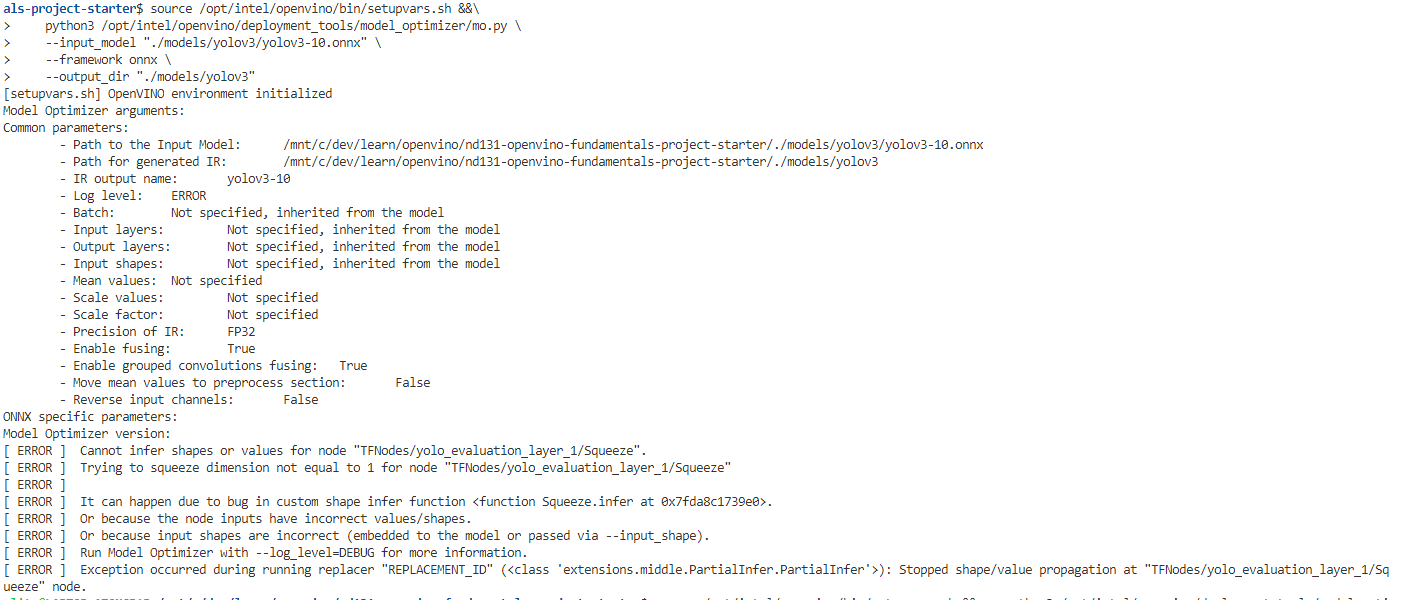 als-project-starter$ source /opt/intel/openvino/bin/setupvars.sh &&\
> python3 /opt/intel/openvino/deployment_tools/model_optimizer/mo.py \
> --input_model "./models/yolov3/yolov3-10.onnx" \
> --framework onnx \
> --output_dir "./models/yolov3"
[setupvars.sh] OpenVINO environment initialized
Model Optimizer arguments:
Common parameters:
- Path to the Input Model: /mnt/c/dev/learn/openvino/nd131-openvino-fundamentals-project-starter/./models/yolov3/yolov3-10.onnx
- Path for generated IR: /mnt/c/dev/learn/openvino/nd131-openvino-fundamentals-project-starter/./models/yolov3
- IR output name: yolov3-10
- Log level: ERROR
- Batch: Not specified, inherited from the model
- Input layers: Not specified, inherited from the model
- Output layers: Not specified, inherited from the model
- Input shapes: Not specified, inherited from the model
- Mean values: Not specified
- Scale values: Not specified
- Scale factor: Not specified
- Precision of IR: FP32
- Enable fusing: True
- Enable grouped convolutions fusing: True
- Move mean values to preprocess section: False
- Reverse input channels: False
ONNX specific parameters:
Model Optimizer version:
[ ERROR ] Cannot infer shapes or values for node "TFNodes/yolo_evaluation_layer_1/Squeeze".
[ ERROR ] Trying to squeeze dimension not equal to 1 for node "TFNodes/yolo_evaluation_layer_1/Squeeze"
[ ERROR ]
[ ERROR ] It can happen due to bug in custom shape infer function <function Squeeze.infer at 0x7fda8c1739e0>.
[ ERROR ] Or because the node inputs have incorrect values/shapes.
[ ERROR ] Or because input shapes are incorrect (embedded to the model or passed via --input_shape).
[ ERROR ] Run Model Optimizer with --log_level=DEBUG for more information.
[ ERROR ] Exception occurred during running replacer "REPLACEMENT_ID" (<class 'extensions.middle.PartialInfer.PartialInfer'>): Stopped shape/value propagation at "TFNodes/yolo_evaluation_layer_1/Sq
ueeze" node.